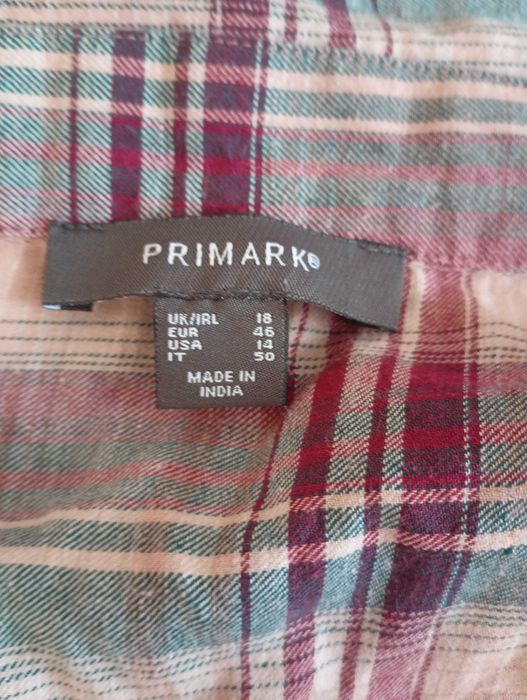 PRIMARK®
UK/IRL 18
EUR 46
USA 14
IT 50
MADE IN
INDIA